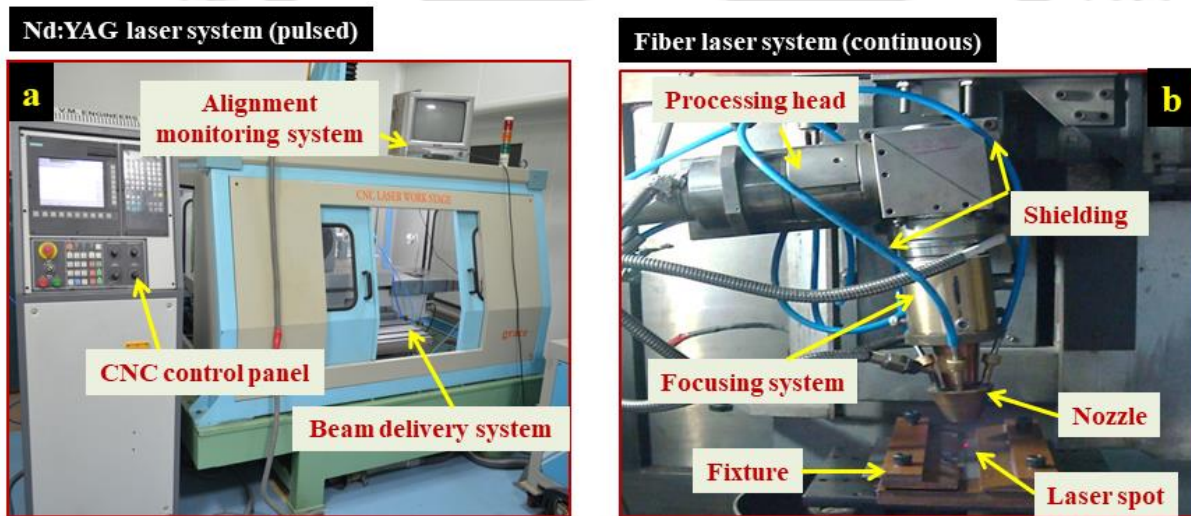 Nd:YAG laser system (pulsed)
Fiber laser system (continuous)
a
V.M. ENGINEERS
Alignment
monitoring system
CNC LASER WORK STAGE
CNC control panel
Beam delivery system
b
Processing head
Shielding
Focusing system
Nozzle
Fixture
Laser spot